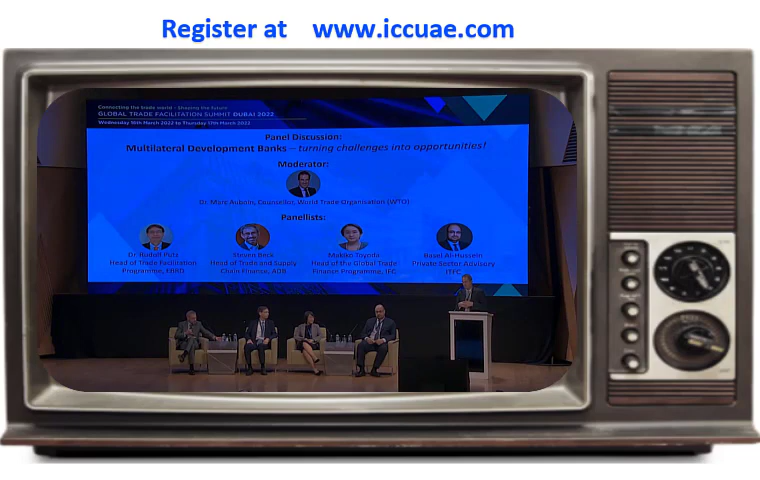 Register at www.iccuae.com
Connecting the trade world - Shaping the future
GLOBAL TRADE FACILITATION SUMMIT DUBAI 2022
Wednesday 16th March 2022 to Thursday 17th March 2022
Panel Discussion:
Multilateral Development Banks – turning challenges into opportunities!
Moderator:
Dr. Marc Auboin, Counsellor, World Trade Organisation (WTO)
Panellists:
Dr. Rudolf Putz Steven Beck Makiko Toyoda Basel Al-Hussein
Head of Trade Facilitation Head of Trade and Supply Head of the Global Trade Private Sector Advisory
Programme, EBRD Chain Finance, ADB Finance Programme, IFC ITFC